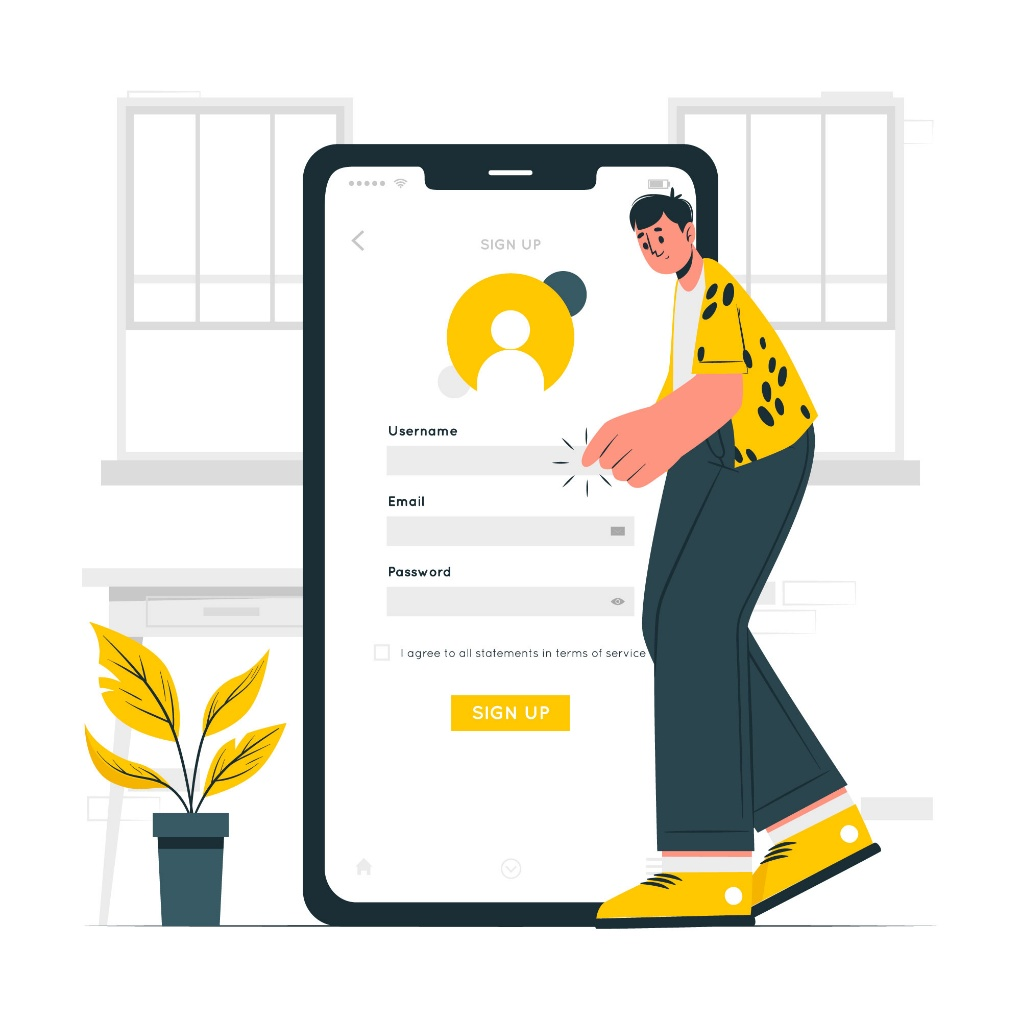 SIGN UP
Username
Email
Password
I agree to all statements in terms of service
SIGN UP